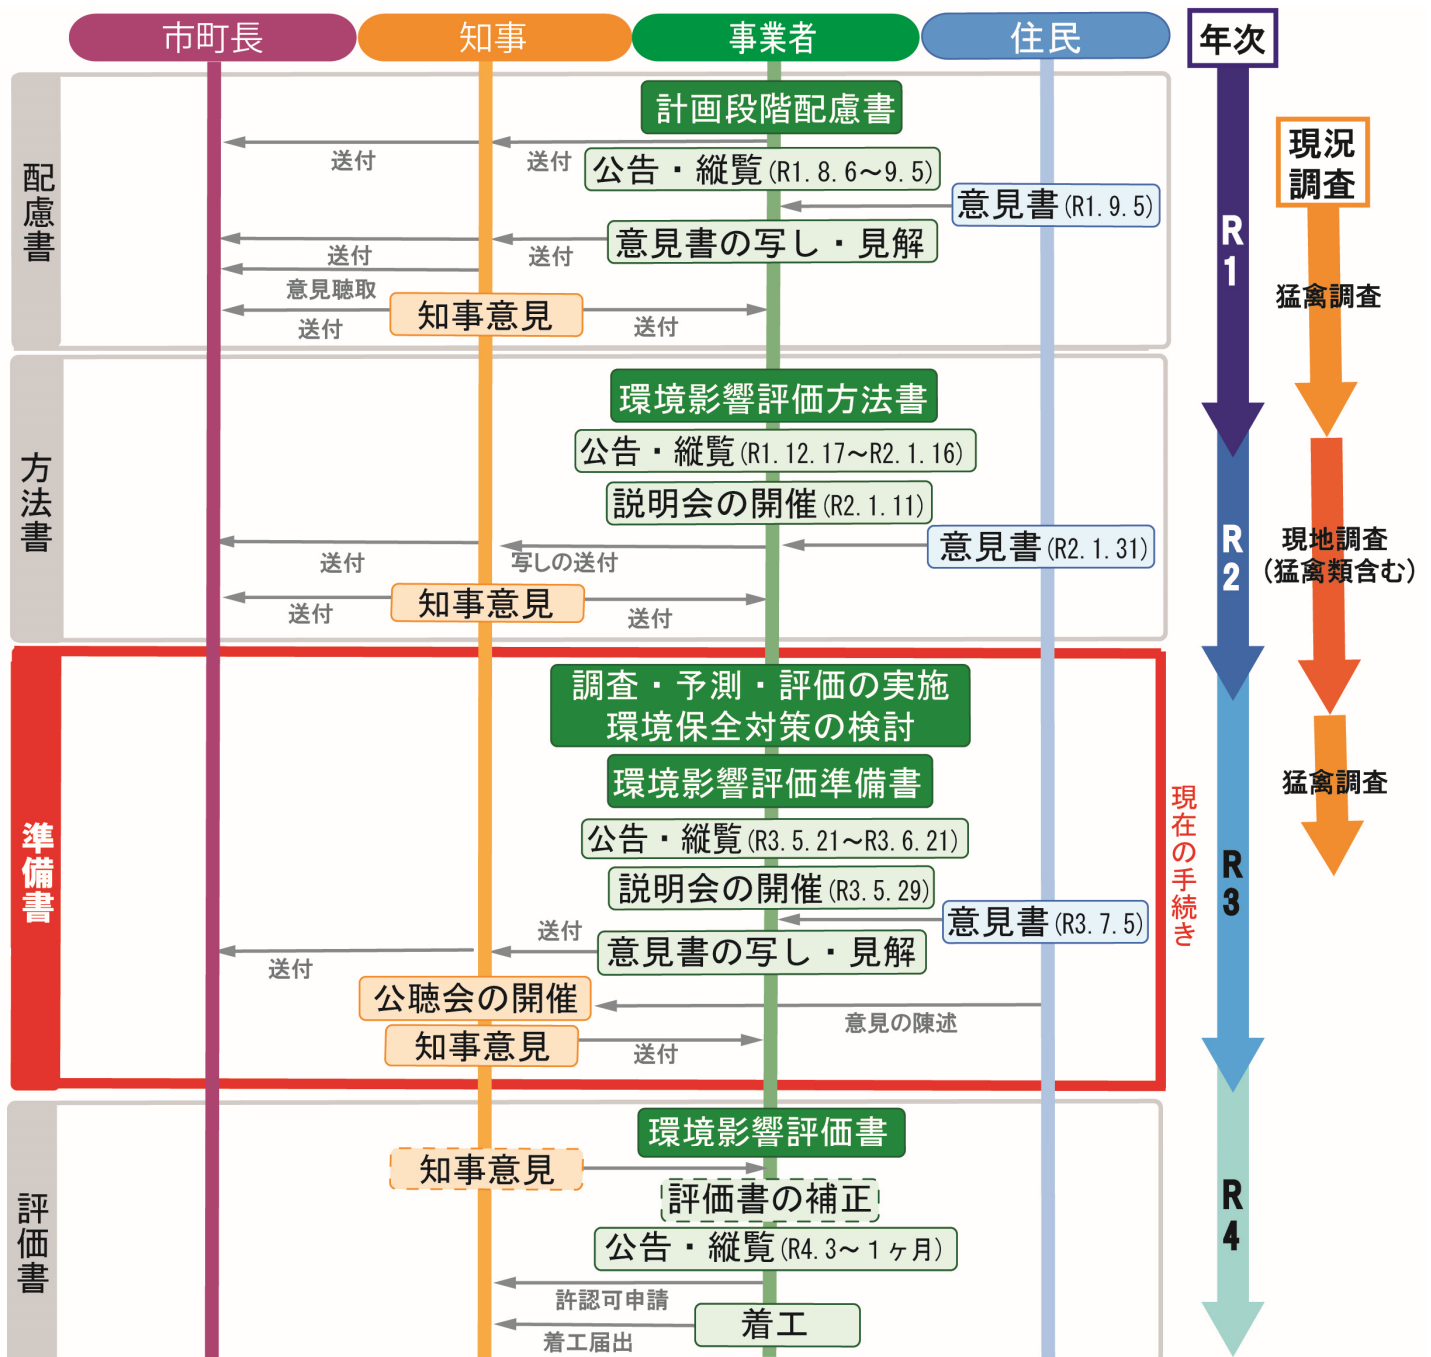 市町長
知事
事業者
住民
年次
配慮書
計画段階配慮書
送付
送付
公告・縦覧(R1.8.6～9.5)
意見書(R1.9.5)
意見書の写し・見解
送付
送付
意見聴取
知事意見
送付
送付
方法書
環境影響評価方法書
公告・縦覧(R1.12.17～R2.1.16)
説明会の開催(R2.1.11)
意見書(R2.1.31)
送付
写しの送付
知事意見
送付
送付
準備書
調査・予測・評価の実施
環境保全対策の検討
環境影響評価準備書
公告・縦覧(R3.5.21～R3.6.21)
説明会の開催(R3.5.29)
意見書(R3.7.5)
送付
意見書の写し・見解
送付
公聴会の開催
意見の陳述
知事意見
送付
現在の手続き
評価書
環境影響評価書
知事意見
評価書の補正
公告・縦覧(R4.3～１ヶ月)
許認可申請
着工
着工届出
R1
R2
R3
R4
現況
調査
猛禽調査
現地調査
(猛禽類含む)
猛禽調査